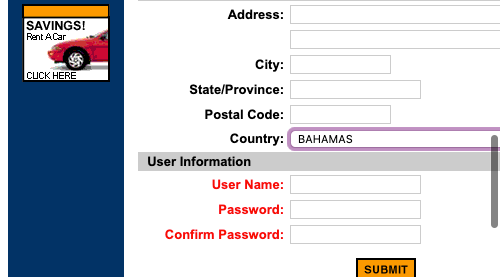 SAVINGS!
Rent A Car
CLICK HERE
Address:
City:
State/Province:
Postal Code:
Country: BAHAMAS
User Information
User Name:
Password:
Confirm Password:
SUBMIT